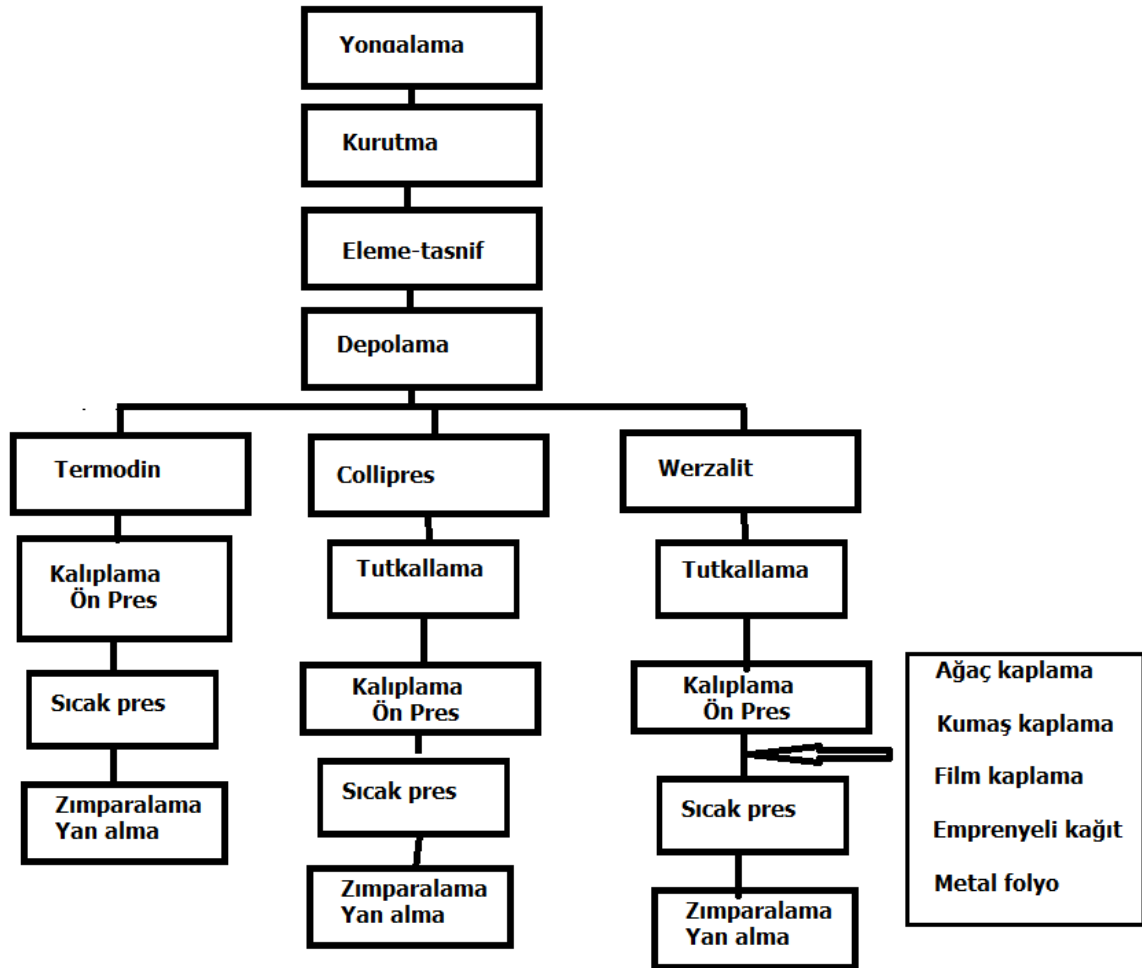 Yongalama
Kurutma
Eleme-tasnif
Depolama
Termodin
Kalıplama
Ön Pres
Sıcak pres
Zımparalama
Yan alma
Collipres
Tutkallama
Kalıplama
Ön Pres
Sıcak pres
Zımparalama
Yan alma
Werzalit
Tutkallama
Kalıplama
Ön Pres
Sıcak pres
Zımparalama
Yan alma
Ağaç kaplama
Kumaş kaplama
Film kaplama
Emprenyeli kağıt
Metal folyo